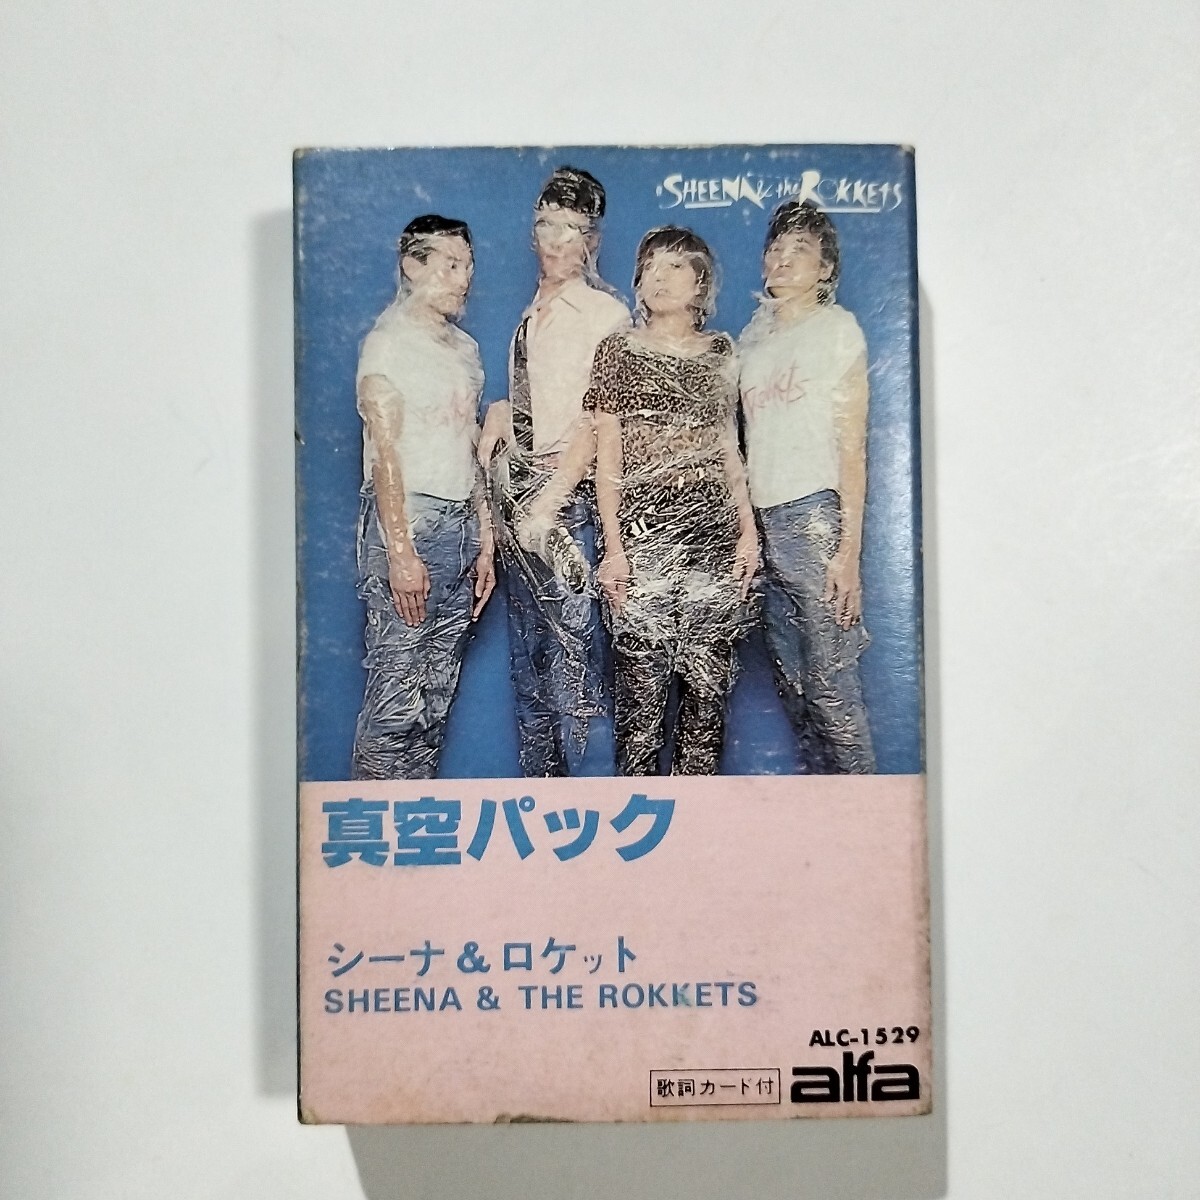 SHEENA & the ROKKETS
Rokkets
真空パック
シーナ & ロケット
SHEENA & THE ROKKETS
ALC-1529
歌詞カード付
alfa